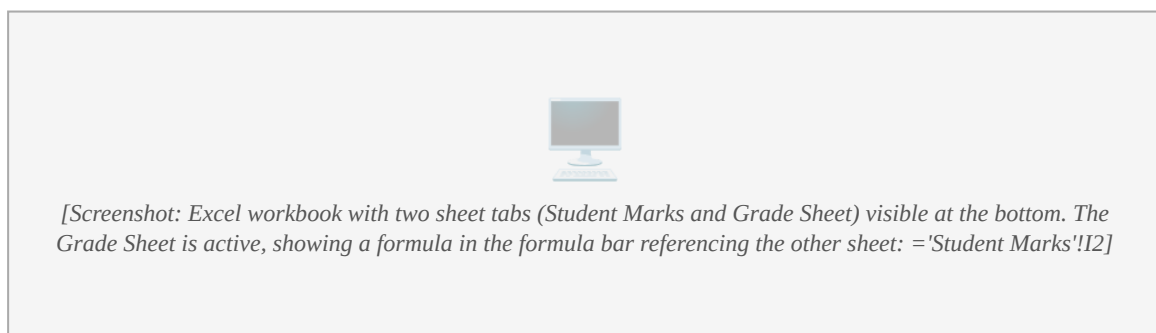 [Screenshot: Excel workbook with two sheet tabs (Student Marks and Grade Sheet) visible at the bottom. The
Grade Sheet is active, showing a formula in the formula bar referencing the other sheet: ='Student Marks'!I2]